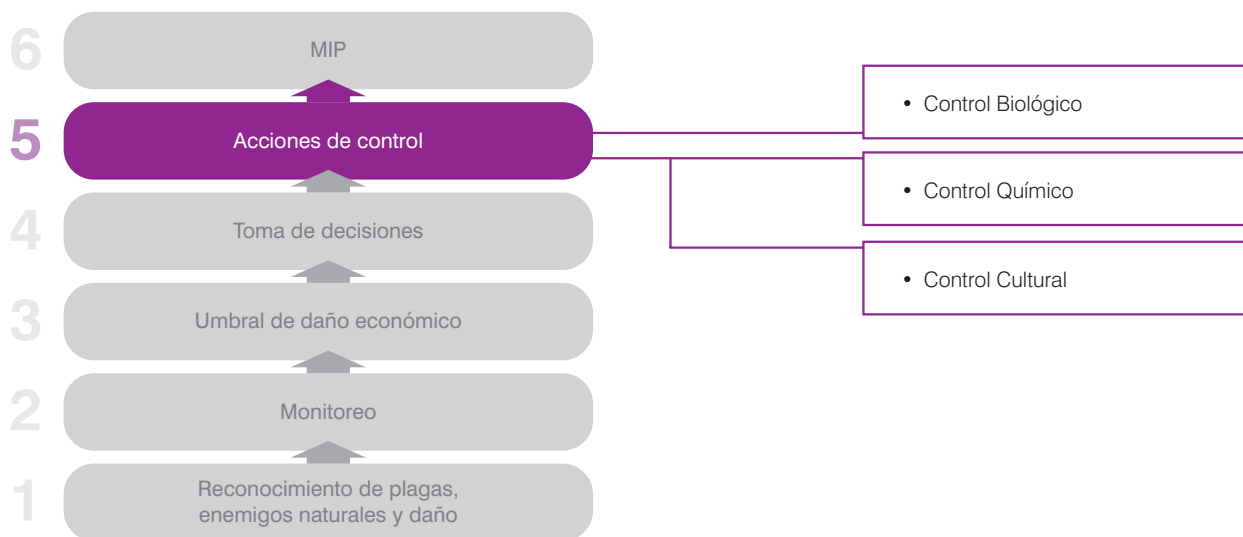 6
MIP
5
Acciones de control
• Control Biológico
• Control Químico
• Control Cultural
4
Toma de decisiones
3
Umbral de daño económico
2
Monitoreo
1
Reconocimiento de plagas,
enemigos naturales y daño